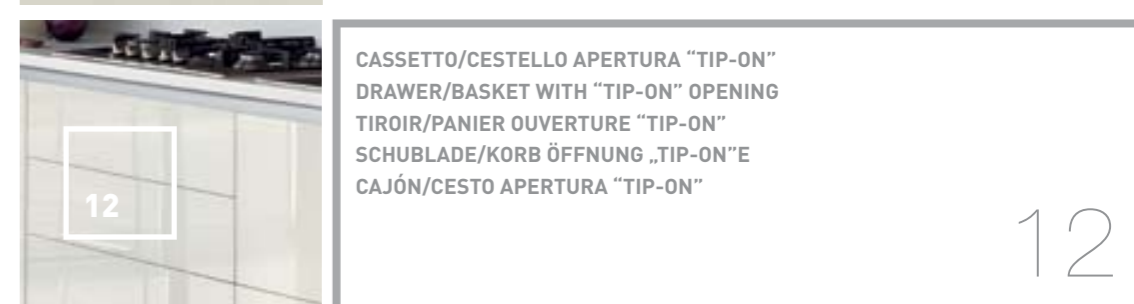 12
CASSETTO/CESTELLO APERTURA “TIP-ON”
DRAWER/BASKET WITH “TIP-ON” OPENING
TIROIR/PANIER OUVERTURE “TIP-ON”
SCHUBLADE/KORB ÖFFNUNG „TIP-ON”E
CAJÓN/CESTO APERTURA “TIP-ON”
12